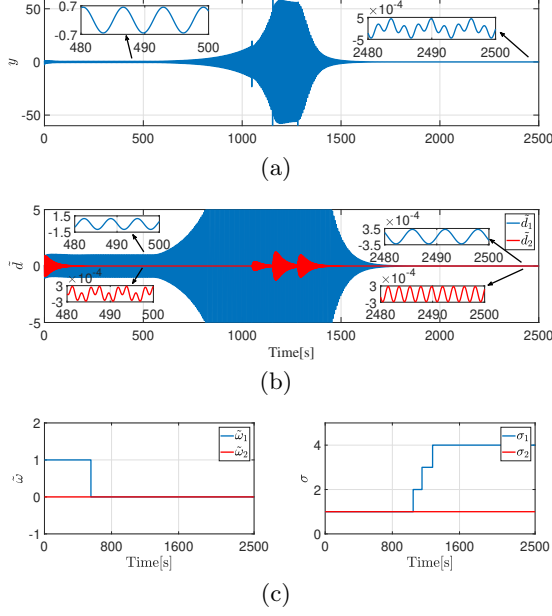 0.7
-0.7
480 490 500
5 ×10⁻⁴
-5
2480 2490 2500
50
0
-50
y
0 500 1000 1500 2000 2500
(a)
1.5
-1.5
480 490 500
3 ×10⁻⁴
-3
480 490 500
3.5 ×10⁻⁴
-3.5
2480 2490 2500
3 ×10⁻⁴
-3
2480 2490 2500
d̃₁
d̃₂
5
0
-5
d̃
0 500 1000 1500 2000 2500
Time[s]
(b)
2
1
0
-1
ω̃
ω̃₁
ω̃₂
0 800 1600 2500
Time[s]
4
2
0
σ
σ₁
σ₂
0 800 1600 2500
Time[s]
(c)